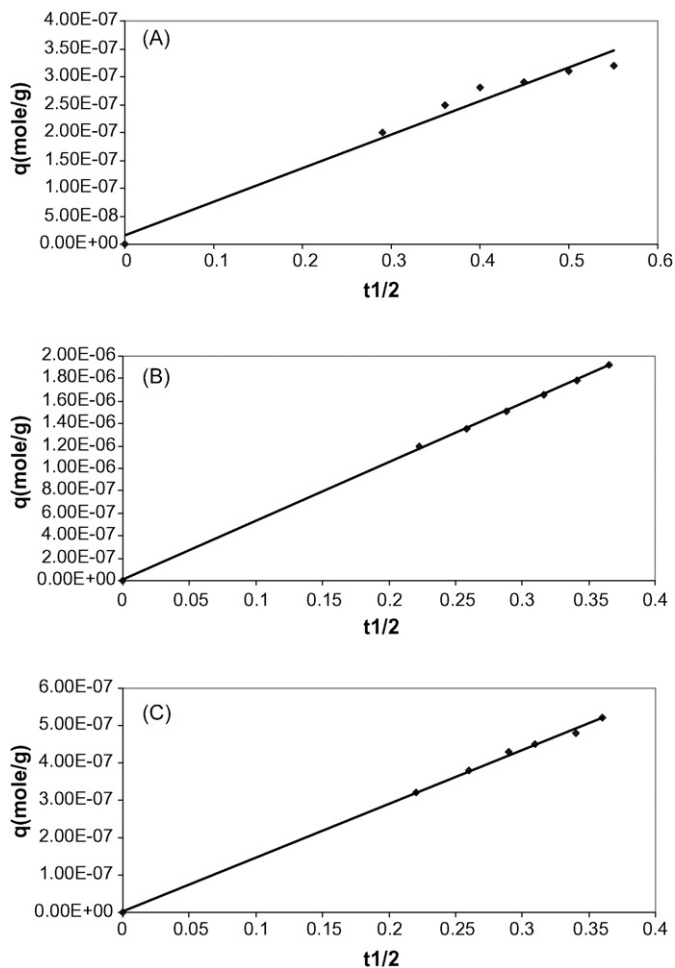 (A)
q(mole/g)
4.00E-07
3.50E-07
3.00E-07
2.50E-07
2.00E-07
1.50E-07
1.00E-07
5.00E-08
0.00E+00
0 0.1 0.2 0.3 0.4 0.5 0.6
t1/2
(B)
q(mole/g)
2.00E-06
1.80E-06
1.60E-06
1.40E-06
1.20E-06
1.00E-06
8.00E-07
6.00E-07
4.00E-07
2.00E-07
0.00E+00
0 0.05 0.1 0.15 0.2 0.25 0.3 0.35 0.4
t1/2
(C)
q(mole/g)
6.00E-07
5.00E-07
4.00E-07
3.00E-07
2.00E-07
1.00E-07
0.00E+00
0 0.05 0.1 0.15 0.2 0.25 0.3 0.35 0.4
t1/2